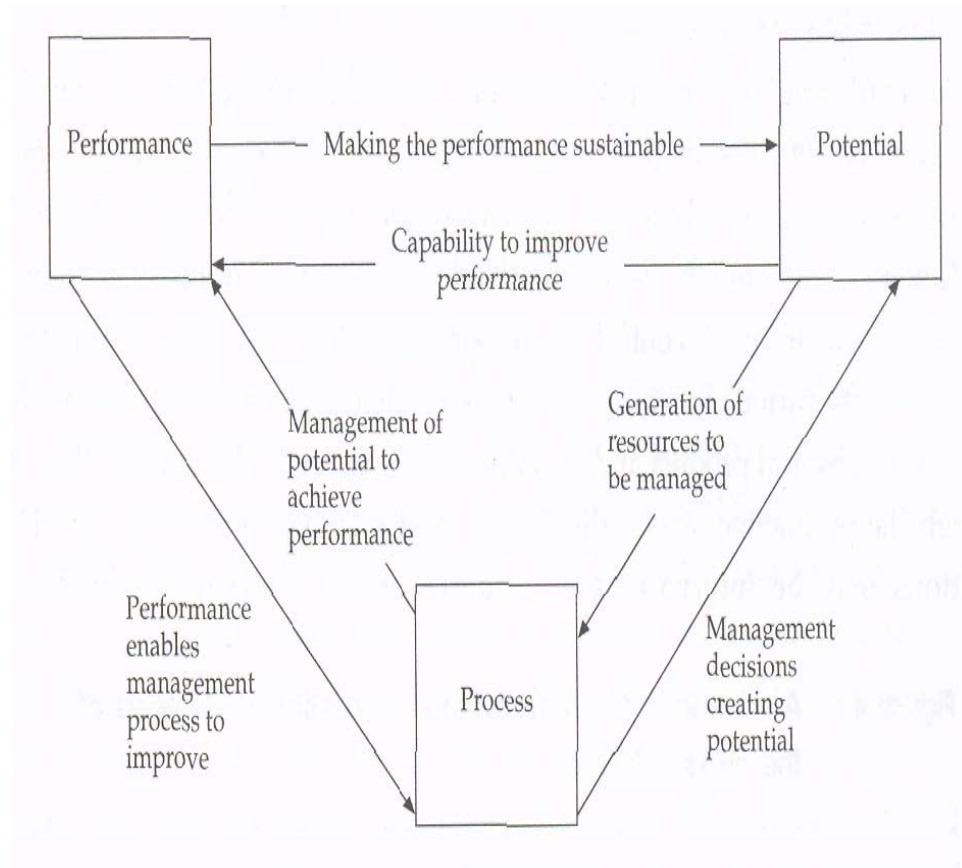 Performance
Making the performance sustainable
Potential
Capability to improve
performance
Management of
potential to
achieve
performance
Generation of
resources to
be managed
Performance
enables
management
process to
improve
Process
Management
decisions
creating
potential